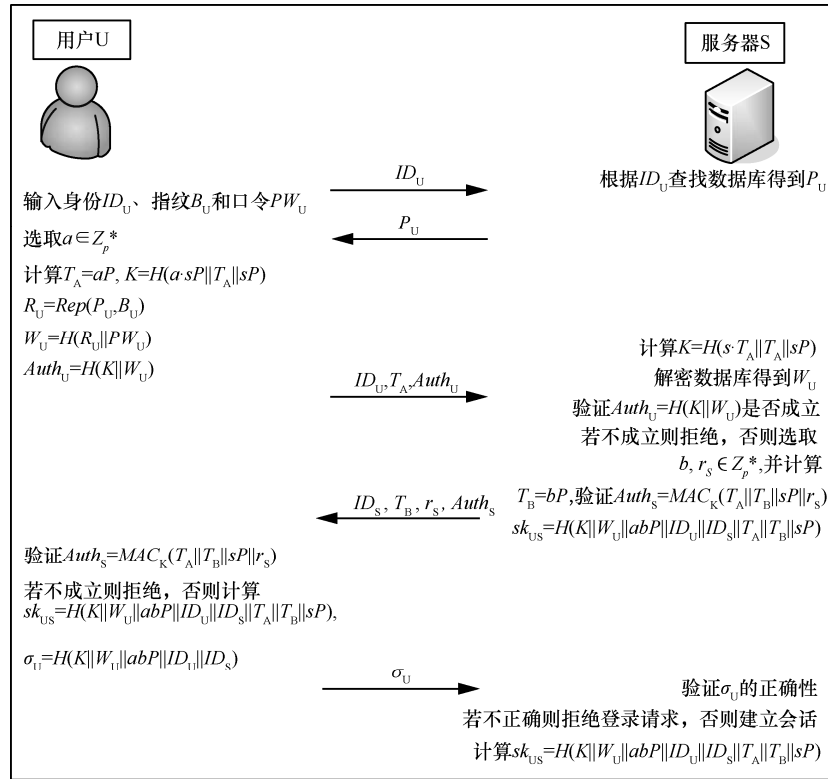 用户U
服务器S
ID_U
根据ID_U查找数据库得到P_U
输入身份ID_U、指纹B_U和口令PW_U
P_U
选取a∈Z_p*
计算T_A=aP, K=H(a·sP||T_A||sP)
R_U=Rep(P_U,B_U)
W_U=H(R_U||PW_U)
Auth_U=H(K||W_U)
计算K=H(s·T_A||T_A||sP)
解密数据库得到W_U
ID_U,T_A,Auth_U
验证Auth_U=H(K||W_U)是否成立
若不成立则拒绝，否则选取
b, r_S∈Z_p*,并计算
T_B=bP,验证Auth_S=MAC_K(T_A||T_B||sP||r_S)
ID_S, T_B, r_S, Auth_S
sk_US=H(K||W_U||abP||ID_U||ID_S||T_A||T_B||sP)
验证Auth_S=MAC_K(T_A||T_B||sP||r_S)
若不成立则拒绝，否则计算
sk_US=H(K||W_U||abP||ID_U||ID_S||T_A||T_B||sP),
σ_U=H(K||W_U||abP||ID_U||ID_S)
σ_U
验证σ_U的正确性
若不正确则拒绝登录请求，否则建立会话
计算sk_US=H(K||W_U||abP||ID_U||ID_S||T_A||T_B||sP)